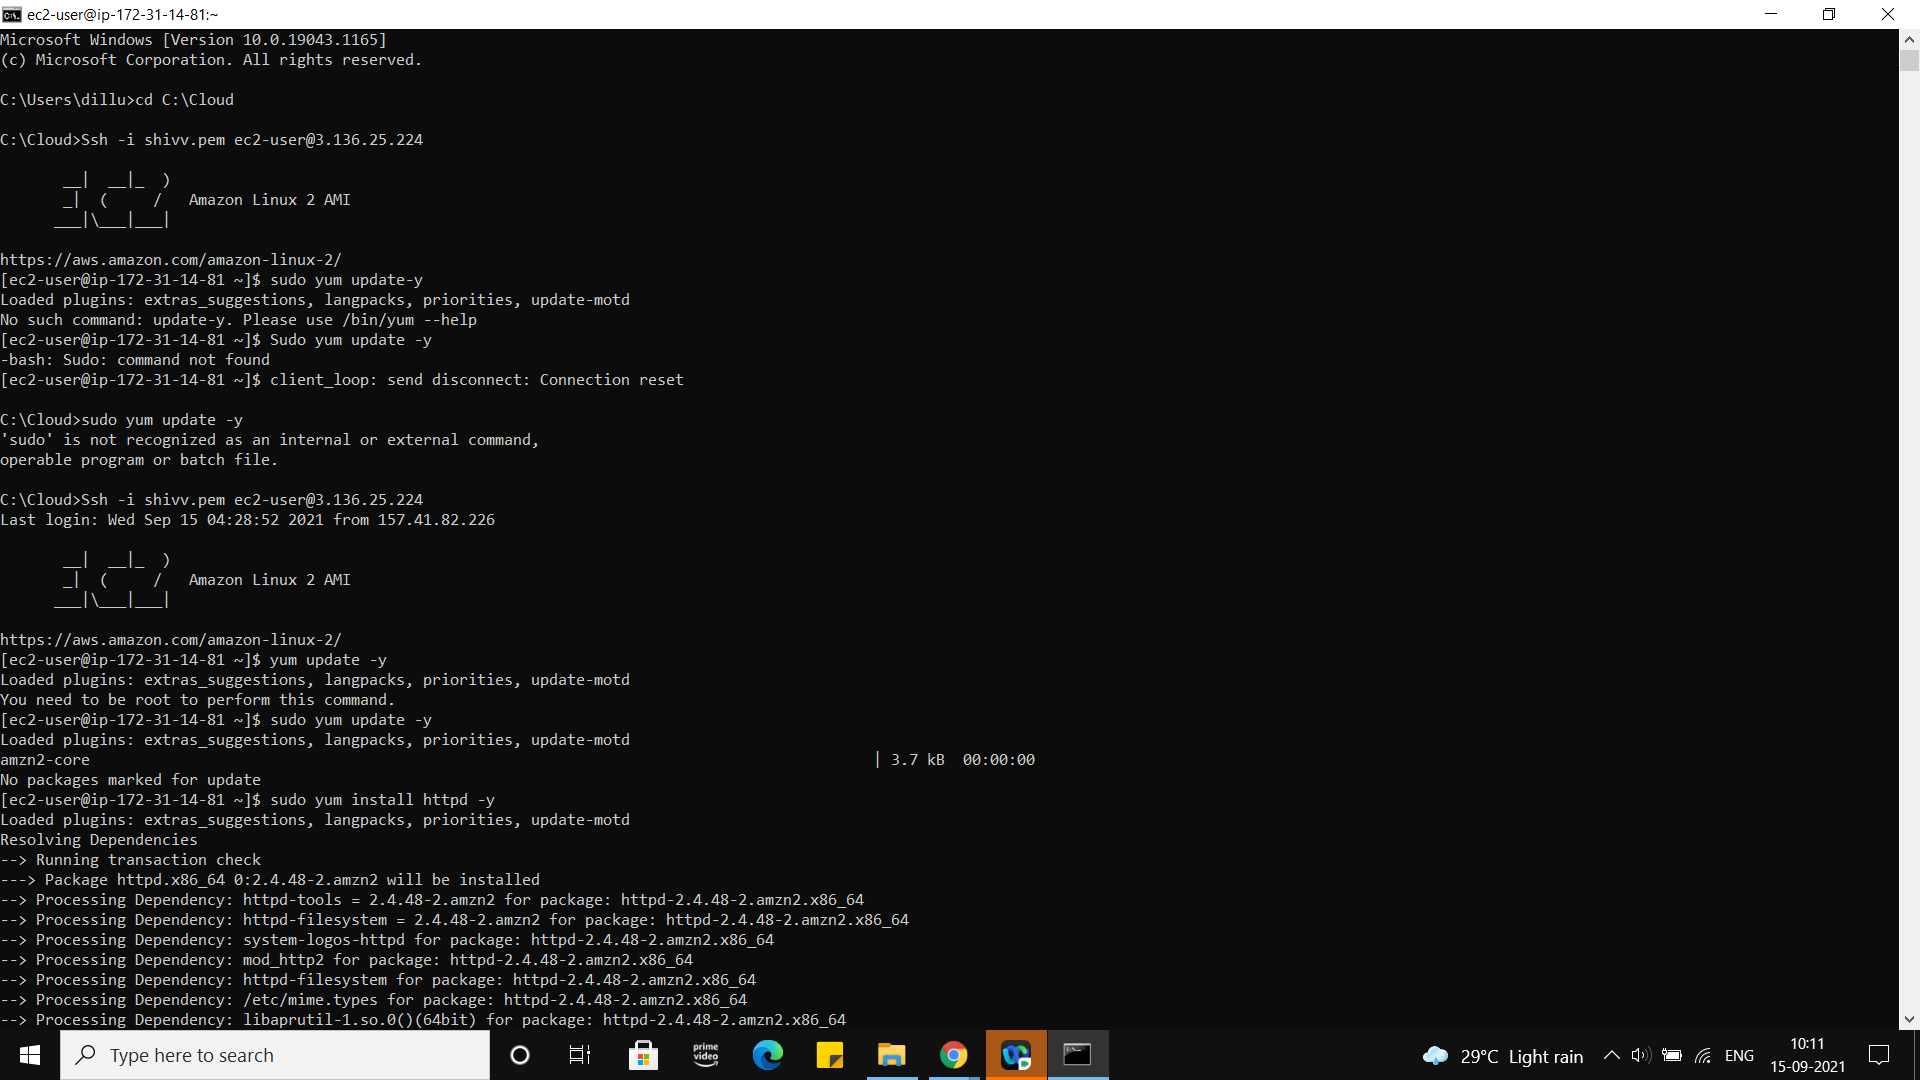 ec2-user@ip-172-31-14-81:~
Microsoft Windows [Version 10.0.19043.1165]
(c) Microsoft Corporation. All rights reserved.
C:\Users\dillu>cd C:\Cloud
C:\Cloud>Ssh -i shivv.pem ec2-user@3.136.25.224
       __|  __|_  )
       _|  (     /   Amazon Linux 2 AMI
      ___|\___|___|
https://aws.amazon.com/amazon-linux-2/
[ec2-user@ip-172-31-14-81 ~]$ sudo yum update-y
Loaded plugins: extras_suggestions, langpacks, priorities, update-motd
No such command: update-y. Please use /bin/yum --help
[ec2-user@ip-172-31-14-81 ~]$ Sudo yum update -y
-bash: Sudo: command not found
[ec2-user@ip-172-31-14-81 ~]$ client_loop: send disconnect: Connection reset
C:\Cloud>sudo yum update -y
'sudo' is not recognized as an internal or external command,
operable program or batch file.
C:\Cloud>Ssh -i shivv.pem ec2-user@3.136.25.224
Last login: Wed Sep 15 04:28:52 2021 from 157.41.82.226
       __|  __|_  )
       _|  (     /   Amazon Linux 2 AMI
      ___|\___|___|
https://aws.amazon.com/amazon-linux-2/
[ec2-user@ip-172-31-14-81 ~]$ yum update -y
Loaded plugins: extras_suggestions, langpacks, priorities, update-motd
You need to be root to perform this command.
[ec2-user@ip-172-31-14-81 ~]$ sudo yum update -y
Loaded plugins: extras_suggestions, langpacks, priorities, update-motd
amzn2-core | 3.7 kB  00:00:00
No packages marked for update
[ec2-user@ip-172-31-14-81 ~]$ sudo yum install httpd -y
Loaded plugins: extras_suggestions, langpacks, priorities, update-motd
Resolving Dependencies
--> Running transaction check
---> Package httpd.x86_64 0:2.4.48-2.amzn2 will be installed
--> Processing Dependency: httpd-tools = 2.4.48-2.amzn2 for package: httpd-2.4.48-2.amzn2.x86_64
--> Processing Dependency: httpd-filesystem = 2.4.48-2.amzn2 for package: httpd-2.4.48-2.amzn2.x86_64
--> Processing Dependency: system-logos-httpd for package: httpd-2.4.48-2.amzn2.x86_64
--> Processing Dependency: mod_http2 for package: httpd-2.4.48-2.amzn2.x86_64
--> Processing Dependency: httpd-filesystem for package: httpd-2.4.48-2.amzn2.x86_64
--> Processing Dependency: /etc/mime.types for package: httpd-2.4.48-2.amzn2.x86_64
--> Processing Dependency: libaprutil-1.so.0()(64bit) for package: httpd-2.4.48-2.amzn2.x86_64
Type here to search
prime video
29°C Light rain
ENG
10:11
15-09-2021